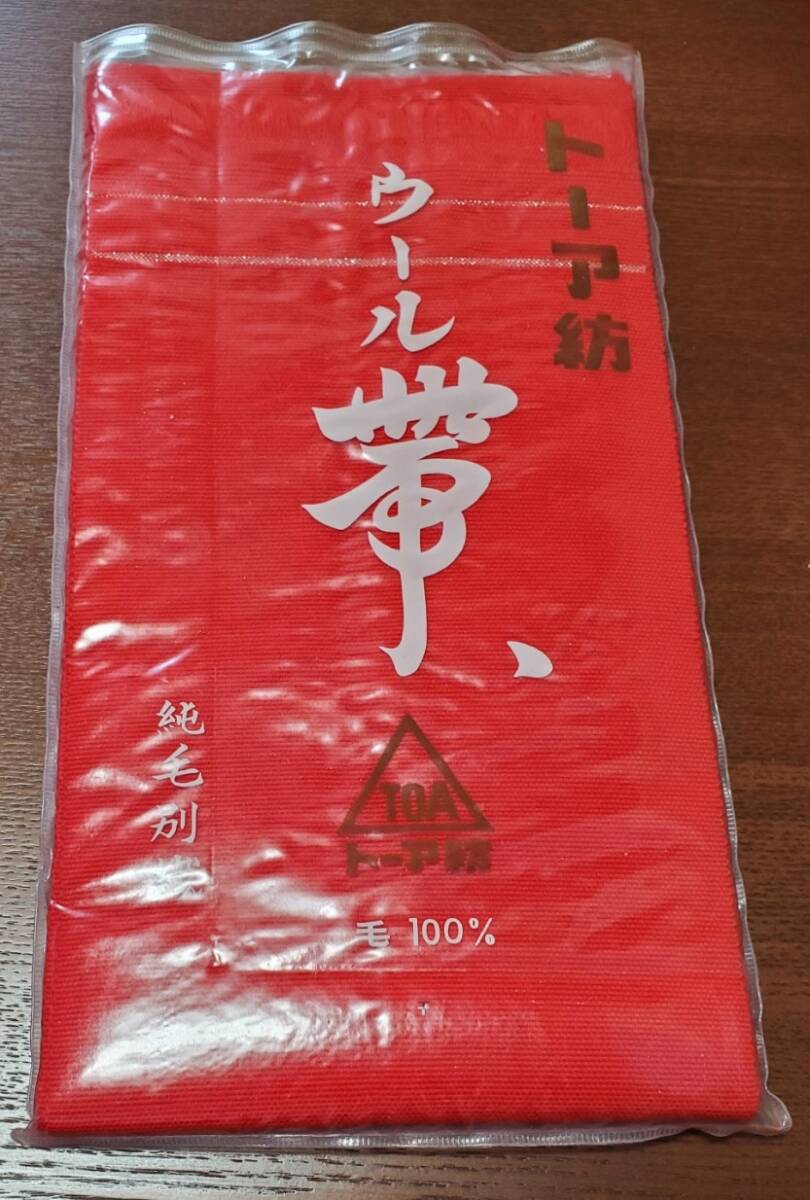 トーア紡
ウール
帯、
純毛別織
TOA
トーア紡
毛 100%